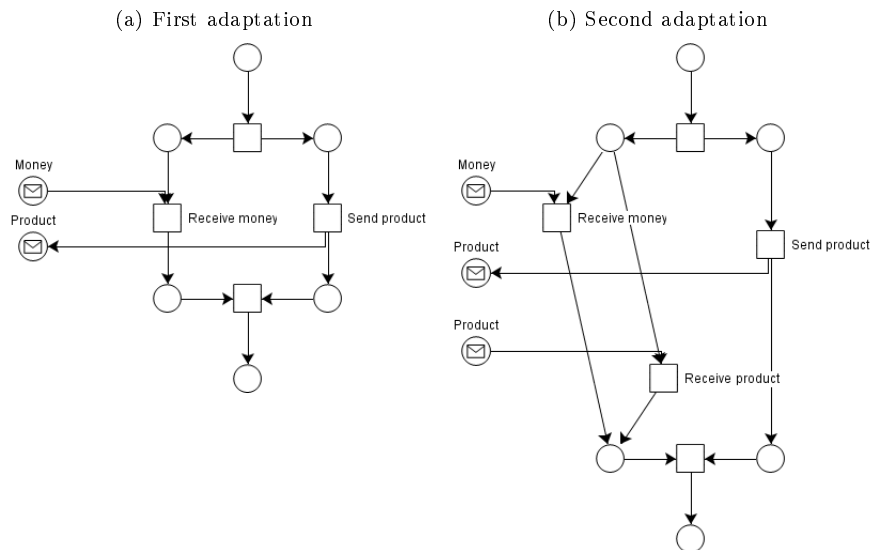 (a) First adaptation
(b) Second adaptation
Money
Receive money
Send product
Product
Money
Receive money
Send product
Product
Product
Receive product